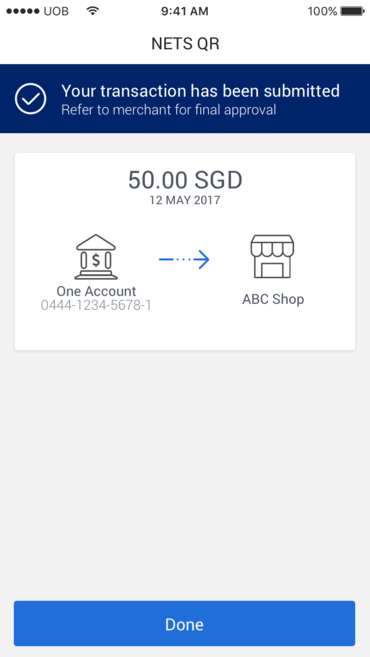 ●●●●● UOB 9:41 AM 100%
NETS QR
Your transaction has been submitted
Refer to merchant for final approval
50.00 SGD
12 MAY 2017
$
One Account
0444-1234-5678-1
ABC Shop
Done